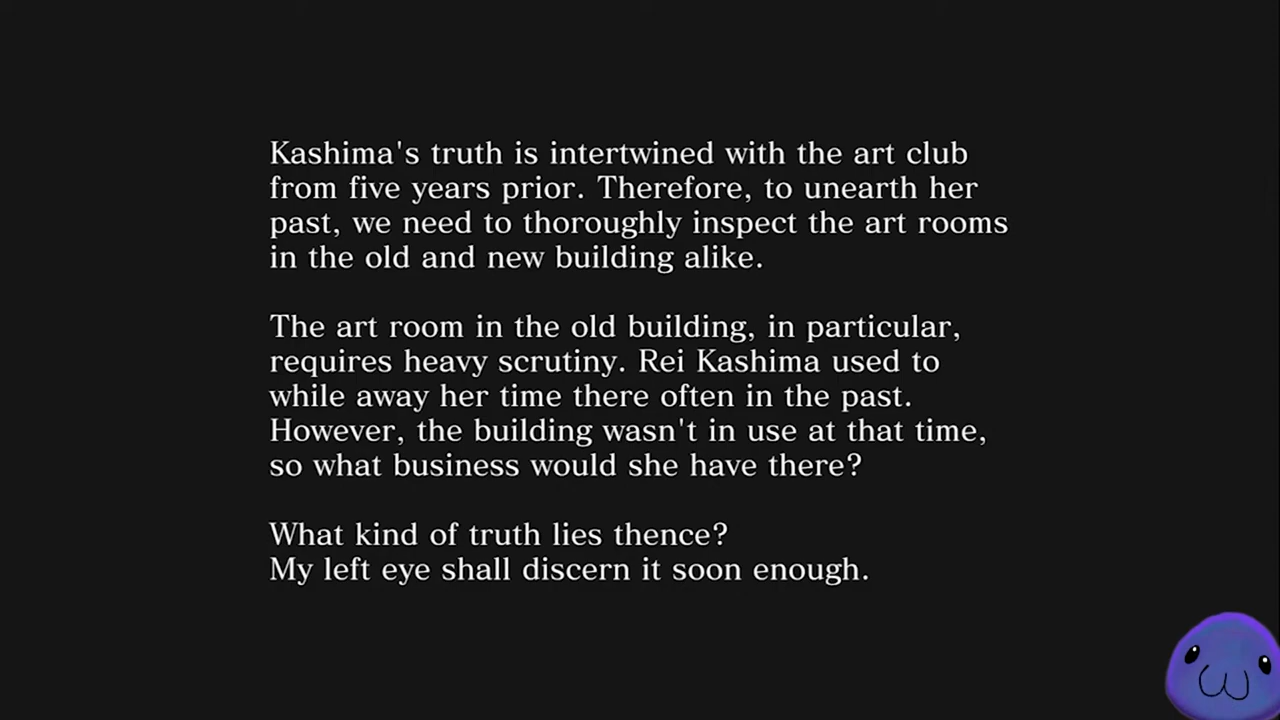 Kashima's truth is intertwined with the art club
from five years prior. Therefore, to unearth her
past, we need to thoroughly inspect the art rooms
in the old and new building alike.
The art room in the old building, in particular,
requires heavy scrutiny. Rei Kashima used to
while away her time there often in the past.
However, the building wasn't in use at that time,
so what business would she have there?
What kind of truth lies thence?
My left eye shall discern it soon enough.